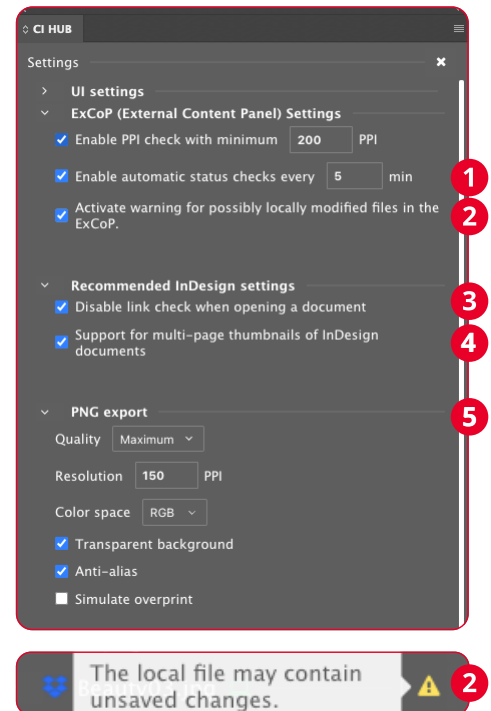 CI HUB
Settings
UI settings
ExCoP (External Content Panel) Settings
Enable PPI check with minimum 200 PPI
Enable automatic status checks every 5 min
1
Activate warning for possibly locally modified files in the
ExCoP.
2
Recommended InDesign settings
Disable link check when opening a document
3
Support for multi-page thumbnails of InDesign
documents
4
PNG export
5
Quality Maximum
Resolution 150 PPI
Color space RGB
Transparent background
Anti-alias
Simulate overprint
The local file may contain
unsaved changes.
2